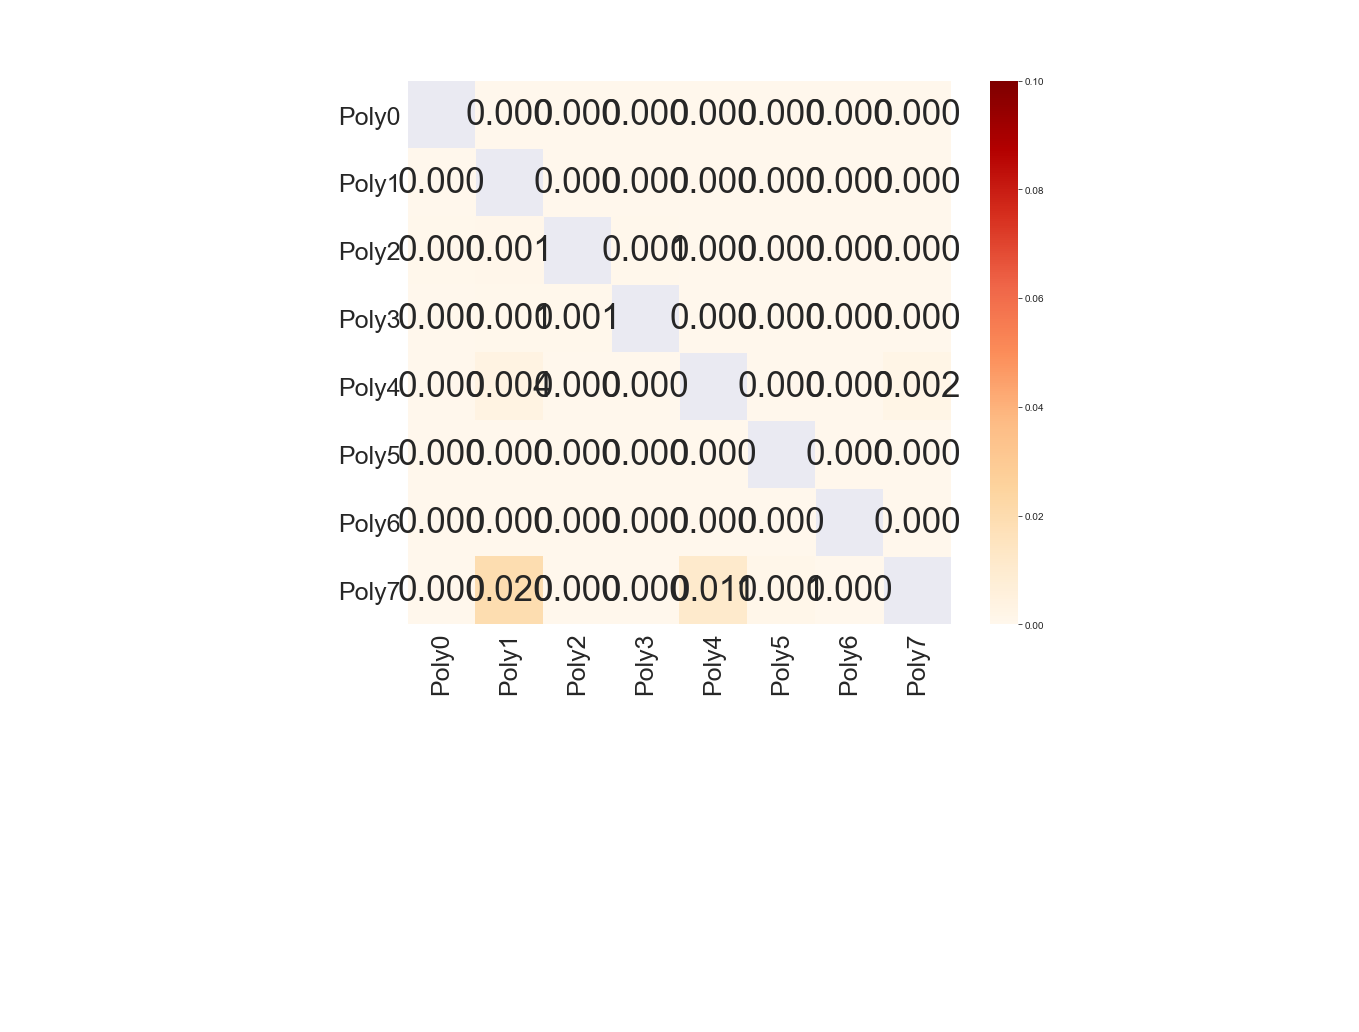 Poly0 0.000 0.000 0.000 0.000 0.000 0.000 0.000
Poly1 0.000 0.000 0.000 0.000 0.000 0.000 0.000
Poly2 0.000 0.001 0.001 0.000 0.000 0.000 0.000
Poly3 0.000 0.001 0.001 0.000 0.000 0.000 0.000
Poly4 0.000 0.004 0.000 0.000 0.000 0.000 0.002
Poly5 0.000 0.000 0.000 0.000 0.000 0.000 0.000
Poly6 0.000 0.000 0.000 0.000 0.000 0.000 0.000
Poly7 0.000 0.020 0.000 0.000 0.011 0.001 0.000
Poly0 Poly1 Poly2 Poly3 Poly4 Poly5 Poly6 Poly7
0.10
0.08
0.06
0.04
0.02
0.00